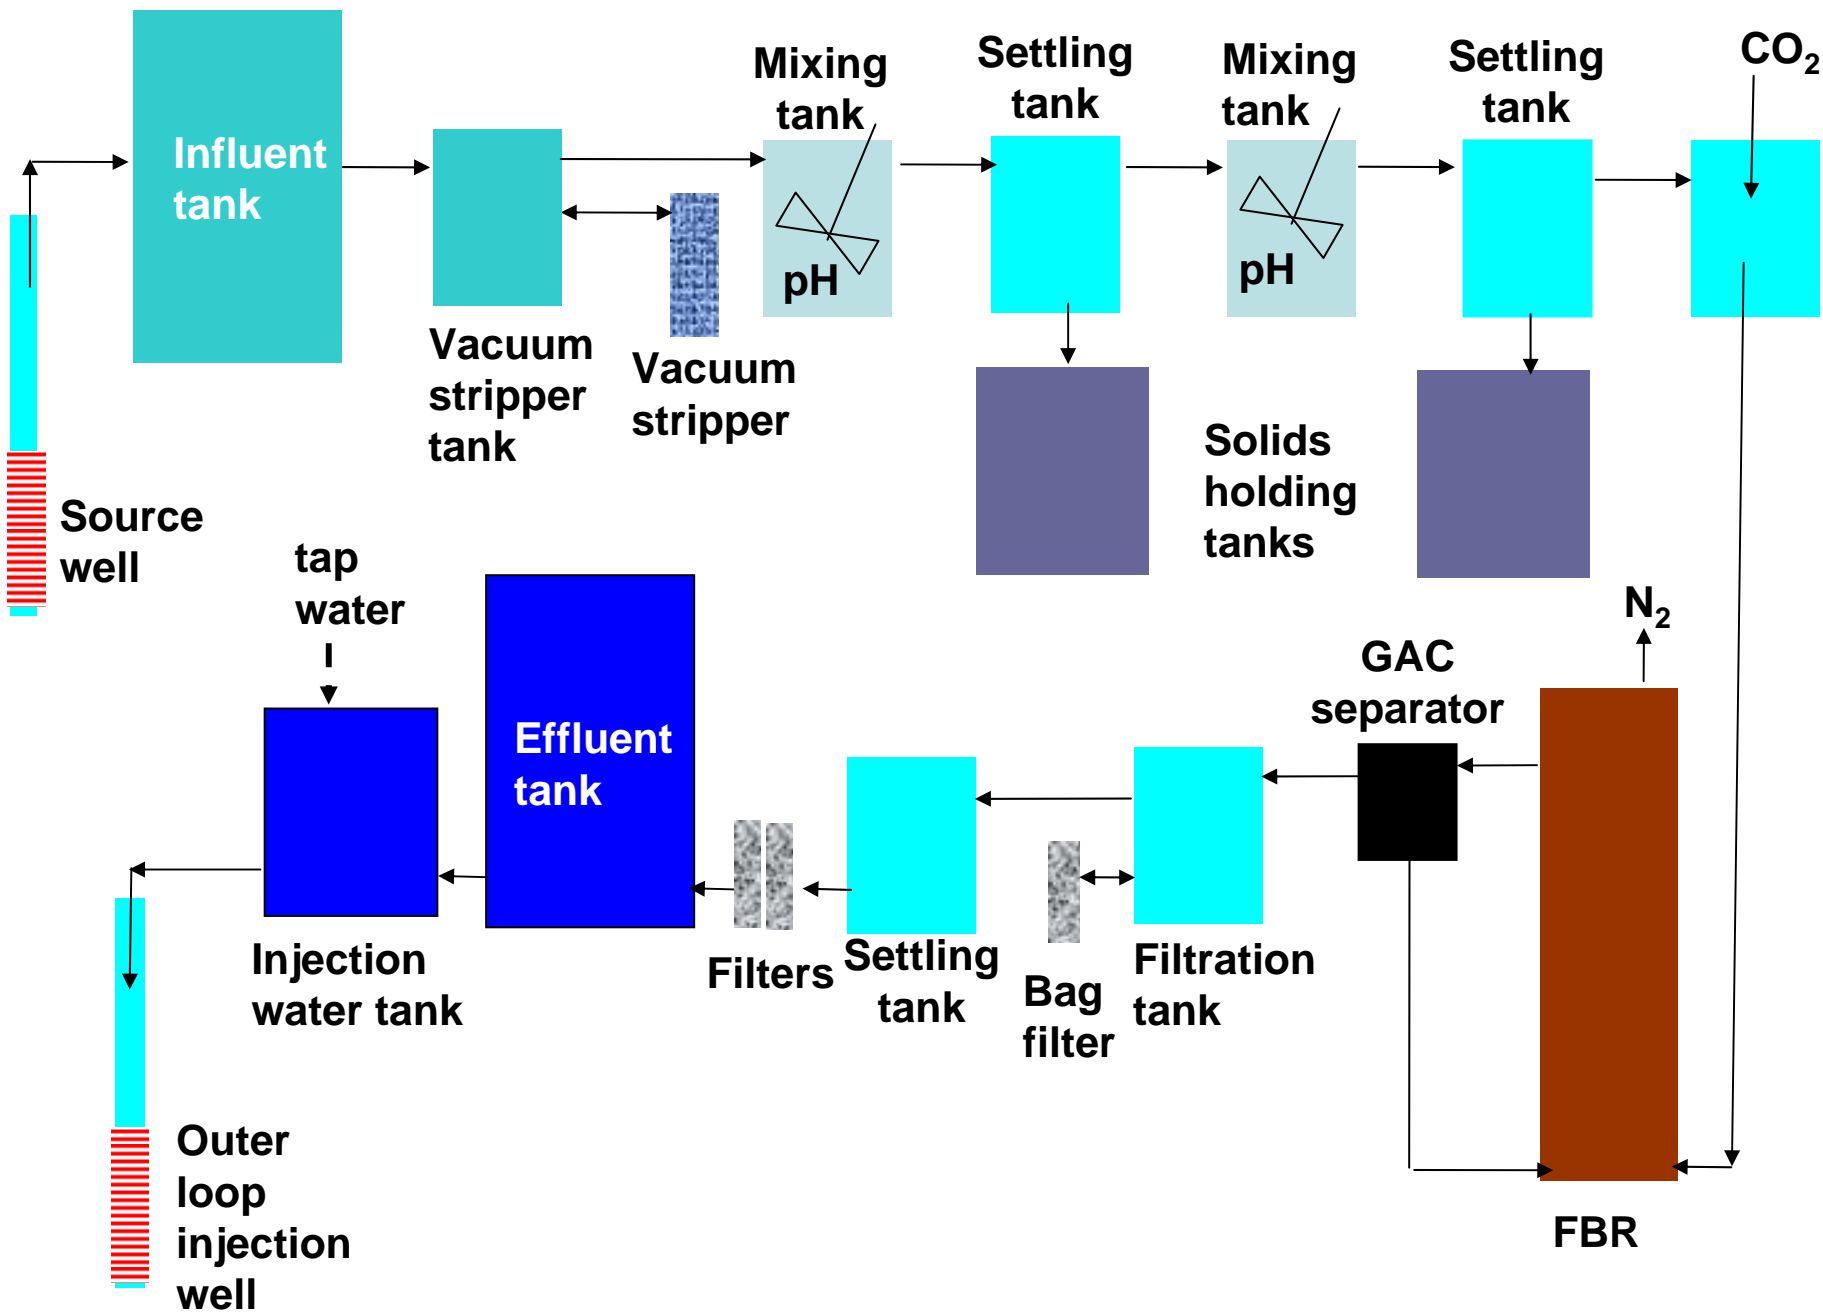 Mixing
tank
Settling
tank
Mixing
tank
Settling
tank
CO₂
Influent
tank
pH
pH
Vacuum
stripper
tank
Vacuum
stripper
Solids
holding
tanks
Source
well
tap
water
N₂
GAC
separator
Effluent
tank
Injection
water tank
Filters
Settling
tank
Bag
filter
Filtration
tank
Outer
loop
injection
well
FBR